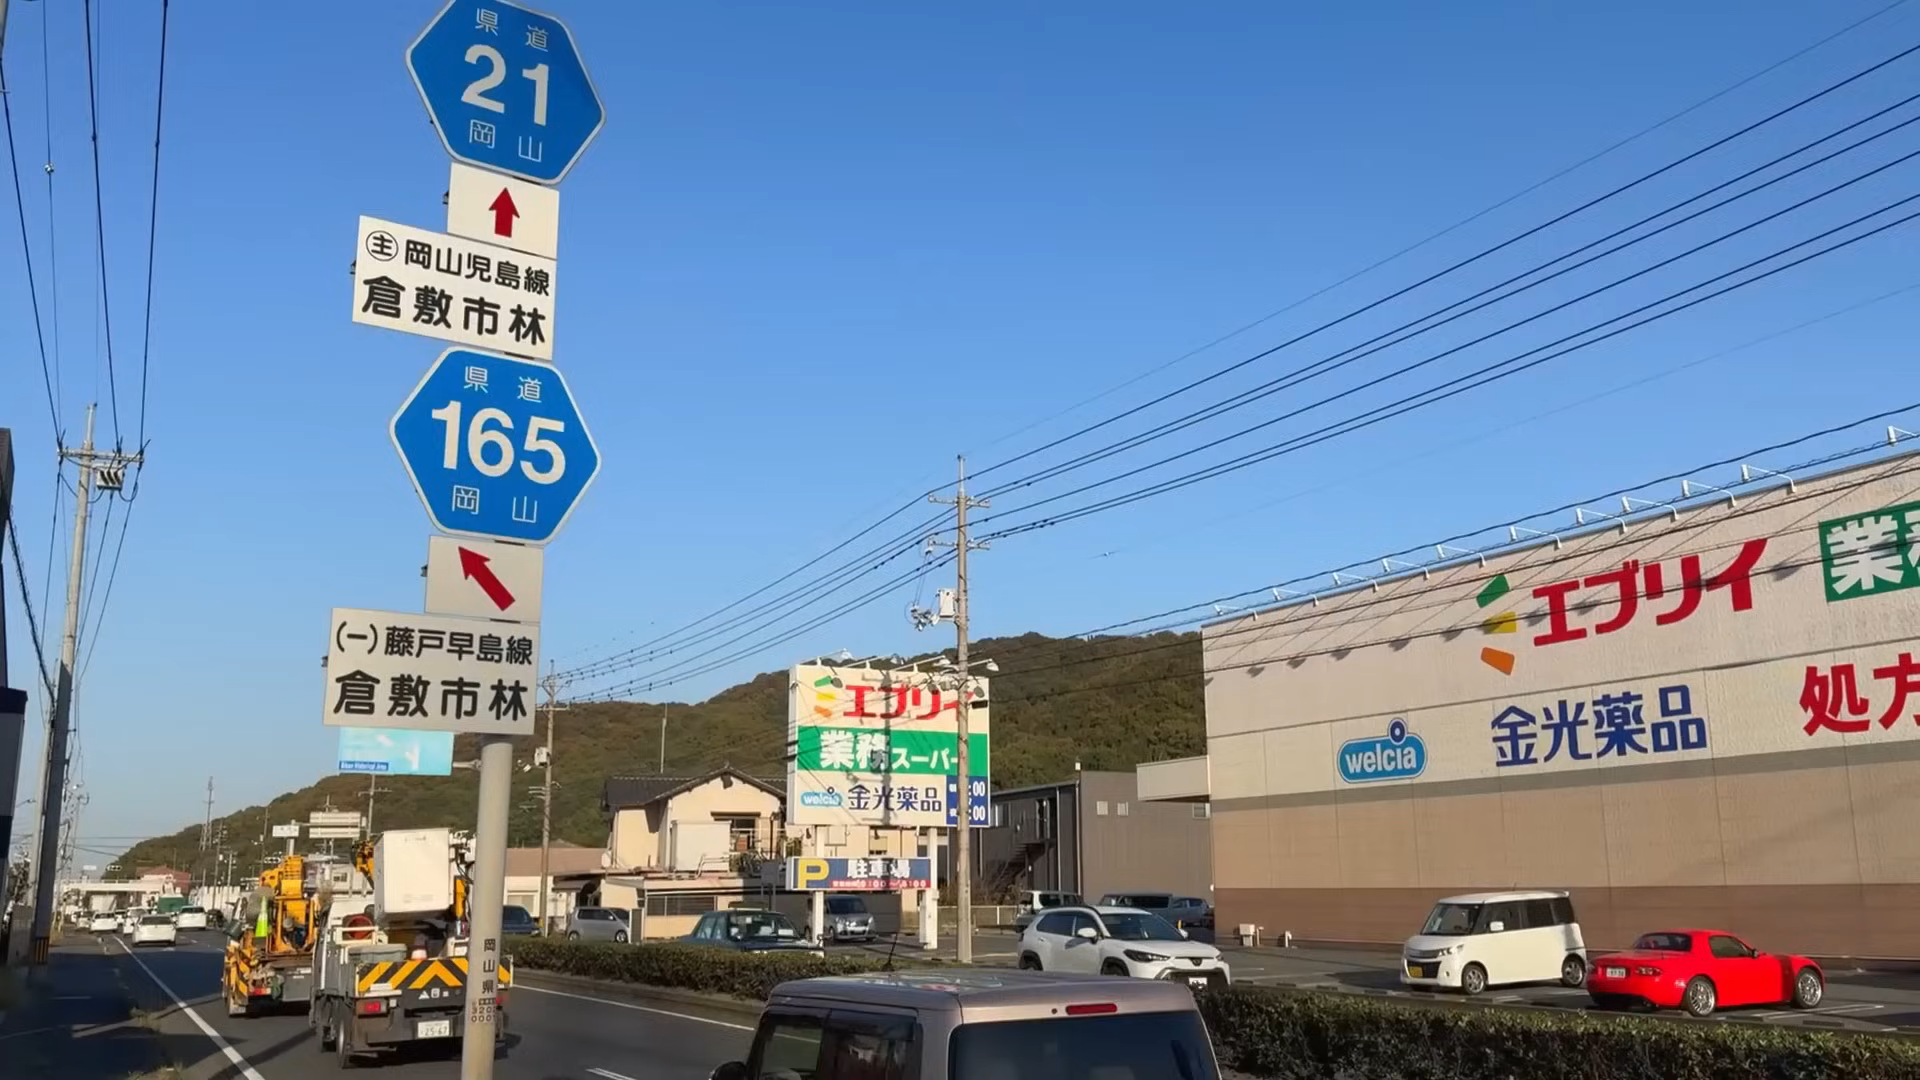 県道
21
岡山
主 岡山児島線
倉敷市林
県道
165
岡山
(一)藤戸早島線
倉敷市林
岡山県
エブリイ
業務スーパー
welcia 金光薬品
P 駐車場
エブリイ
業務
welcia 金光薬品
処方
25-67